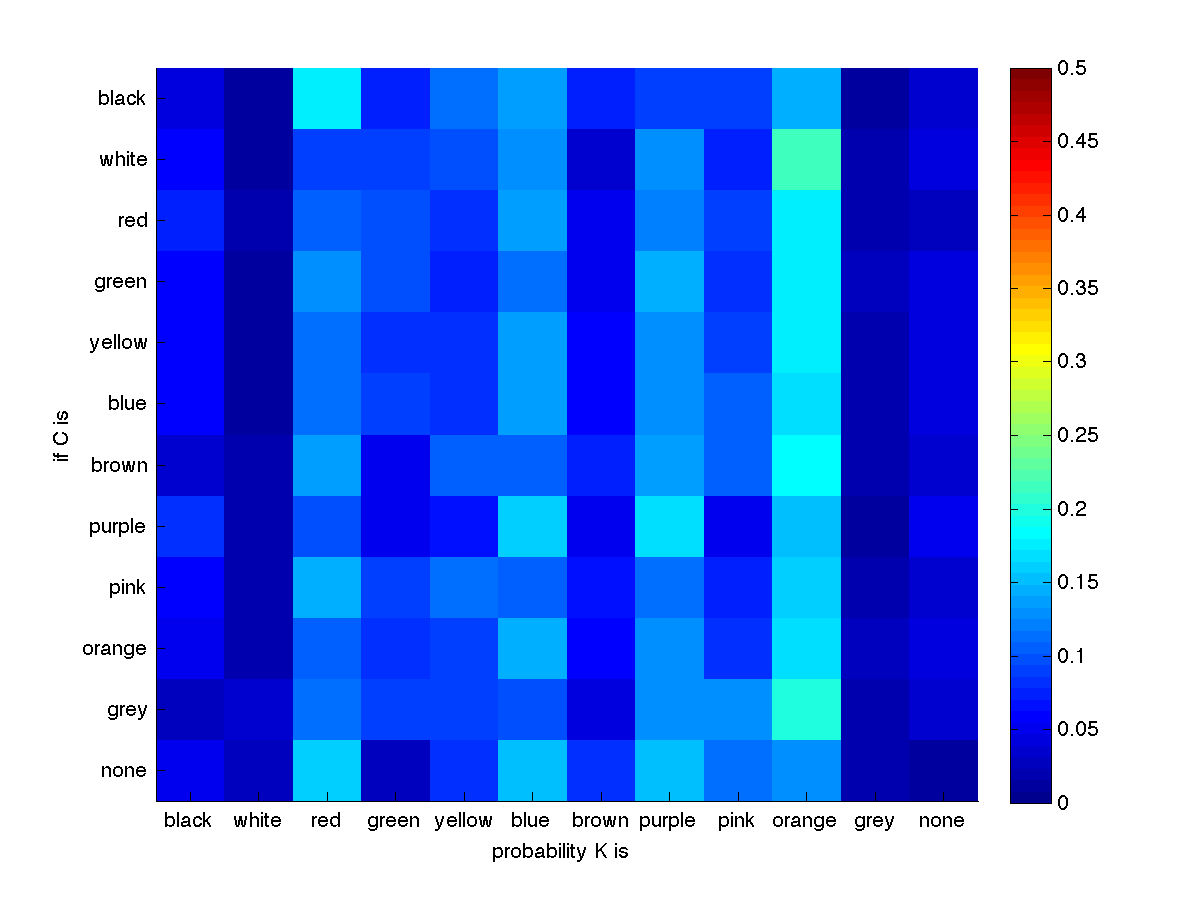 black
white
red
green
yellow
blue
brown
purple
pink
orange
grey
none
if C is
black white red green yellow blue brown purple pink orange grey none
probability K is
0.5
0.45
0.4
0.35
0.3
0.25
0.2
0.15
0.1
0.05
0